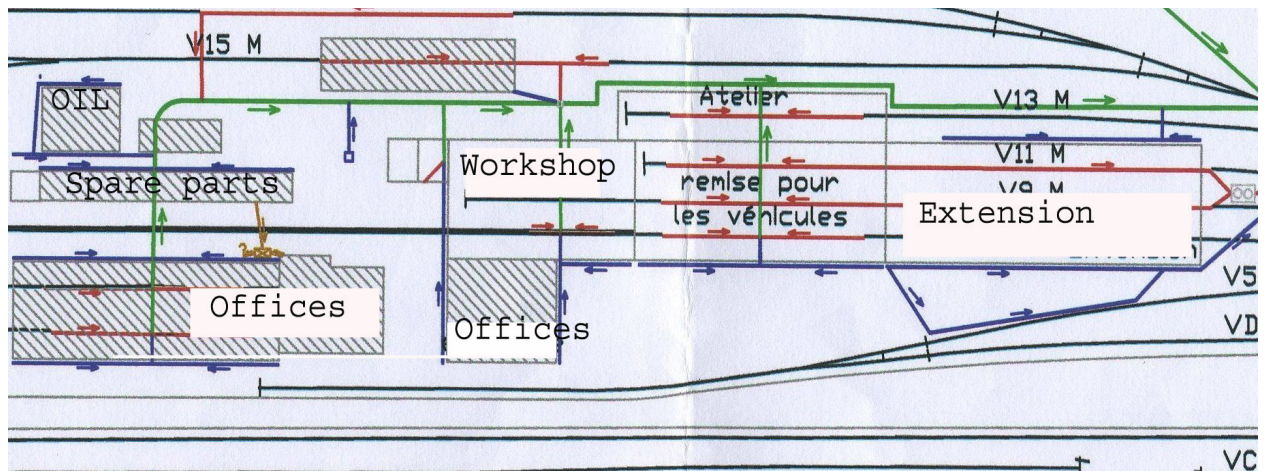 V15 M
OIL
Atelier
V13 M
Workshop
V11 M
Spare parts
remise pour
V9 M
les véhicules
Extension
V5
Offices
Offices
VD
VC